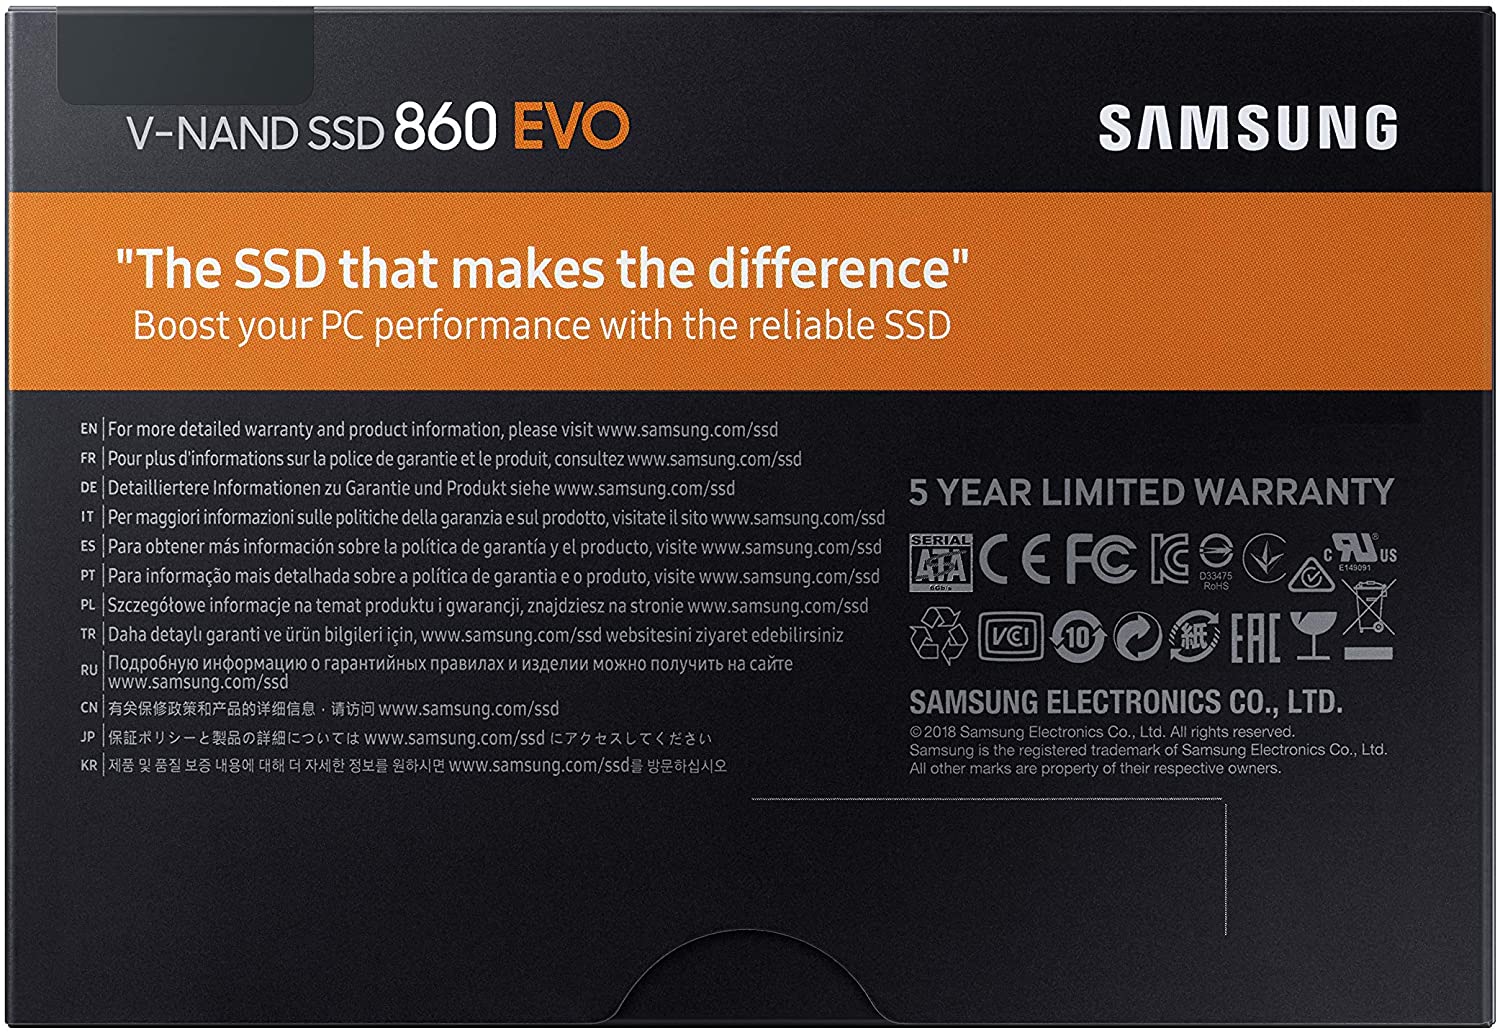 V-NAND SSD 860 EVO
SAMSUNG
"The SSD that makes the difference"
Boost your PC performance with the reliable SSD
EN For more detailed warranty and product information, please visit www.samsung.com/ssd
FR Pour plus d'informations sur la police de garantie et le produit, consultez www.samsung.com/ssd
DE Detailliertere Informationen zu Garantie und Produkt siehe www.samsung.com/ssd
IT Per maggiori informazioni sulle politiche della garanzia e sul prodotto, visitate il sito www.samsung.com/ssd
ES Para obtener más información sobre la política de garantía y el producto, visite www.samsung.com/ssd
PT Para informação mais detalhada sobre a política de garantia e o produto, visite www.samsung.com/ssd
PL Szczegółowe informacje na temat produktu i gwarancji, znajdziesz na stronie www.samsung.com/ssd
TR Daha detaylı garanti ve ürün bilgileri için, www.samsung.com/ssd websitesini ziyaret edebilirsiniz
RU Подробную информацию о гарантийных правилах и изделии можно получить на сайте
www.samsung.com/ssd
CN 有关保修政策和产品的详细信息，请访问 www.samsung.com/ssd
JP 保証ポリシーと製品の詳細については www.samsung.com/ssd にアクセスしてください
KR 제품 및 품질 보증 내용에 대해 더 자세한 정보를 원하시면 www.samsung.com/ssd를 방문하십시오
5 YEAR LIMITED WARRANTY
SERIAL
ATA
6Gb/s
CE
FC
D33475
RoHS
c RU® US
E149091
VCI
10
紙
EAC
SAMSUNG ELECTRONICS CO., LTD.
©2018 Samsung Electronics Co., Ltd. All rights reserved.
Samsung is the registered trademark of Samsung Electronics Co., Ltd.
All other marks are property of their respective owners.